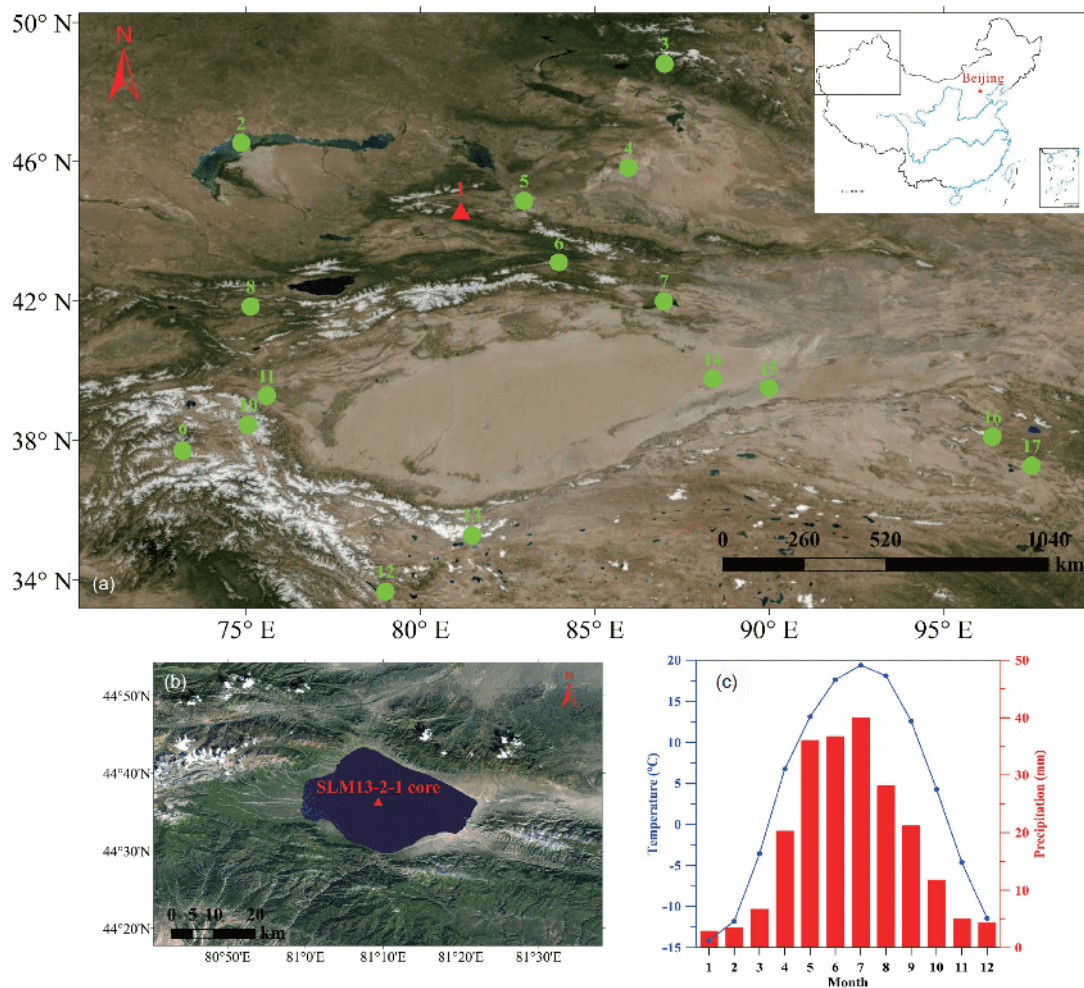 50° N
46° N
42° N
38° N
34° N
N
1
2
3
4
5
6
7
8
9
10
11
12
13
14
15
16
17
Beijing
(a)
0 260 520 1040
km
75° E 80° E 85° E 90° E 95° E
(b)
N
44°50'N
44°40'N
44°30'N
44°20'N
SLM13-2-1 core
0 5 10 20
km
80°50'E 81°0'E 81°10'E 81°20'E 81°30'E
(c)
Temperature (°C)
20
15
10
5
0
-5
-10
-15
Precipitation (mm)
50
40
30
20
10
0
1 2 3 4 5 6 7 8 9 10 11 12
Month